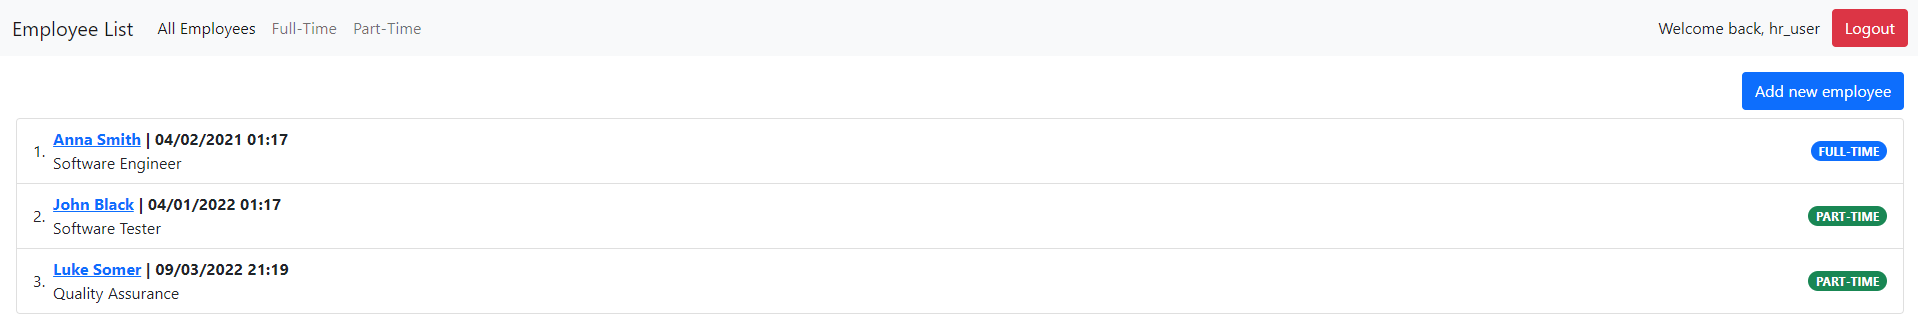 Employee List All Employees Full-Time Part-Time Welcome back, hr_user Logout
Add new employee
1. Anna Smith | 04/02/2021 01:17
Software Engineer
FULL-TIME
2. John Black | 04/01/2022 01:17
Software Tester
PART-TIME
3. Luke Somer | 09/03/2022 21:19
Quality Assurance
PART-TIME